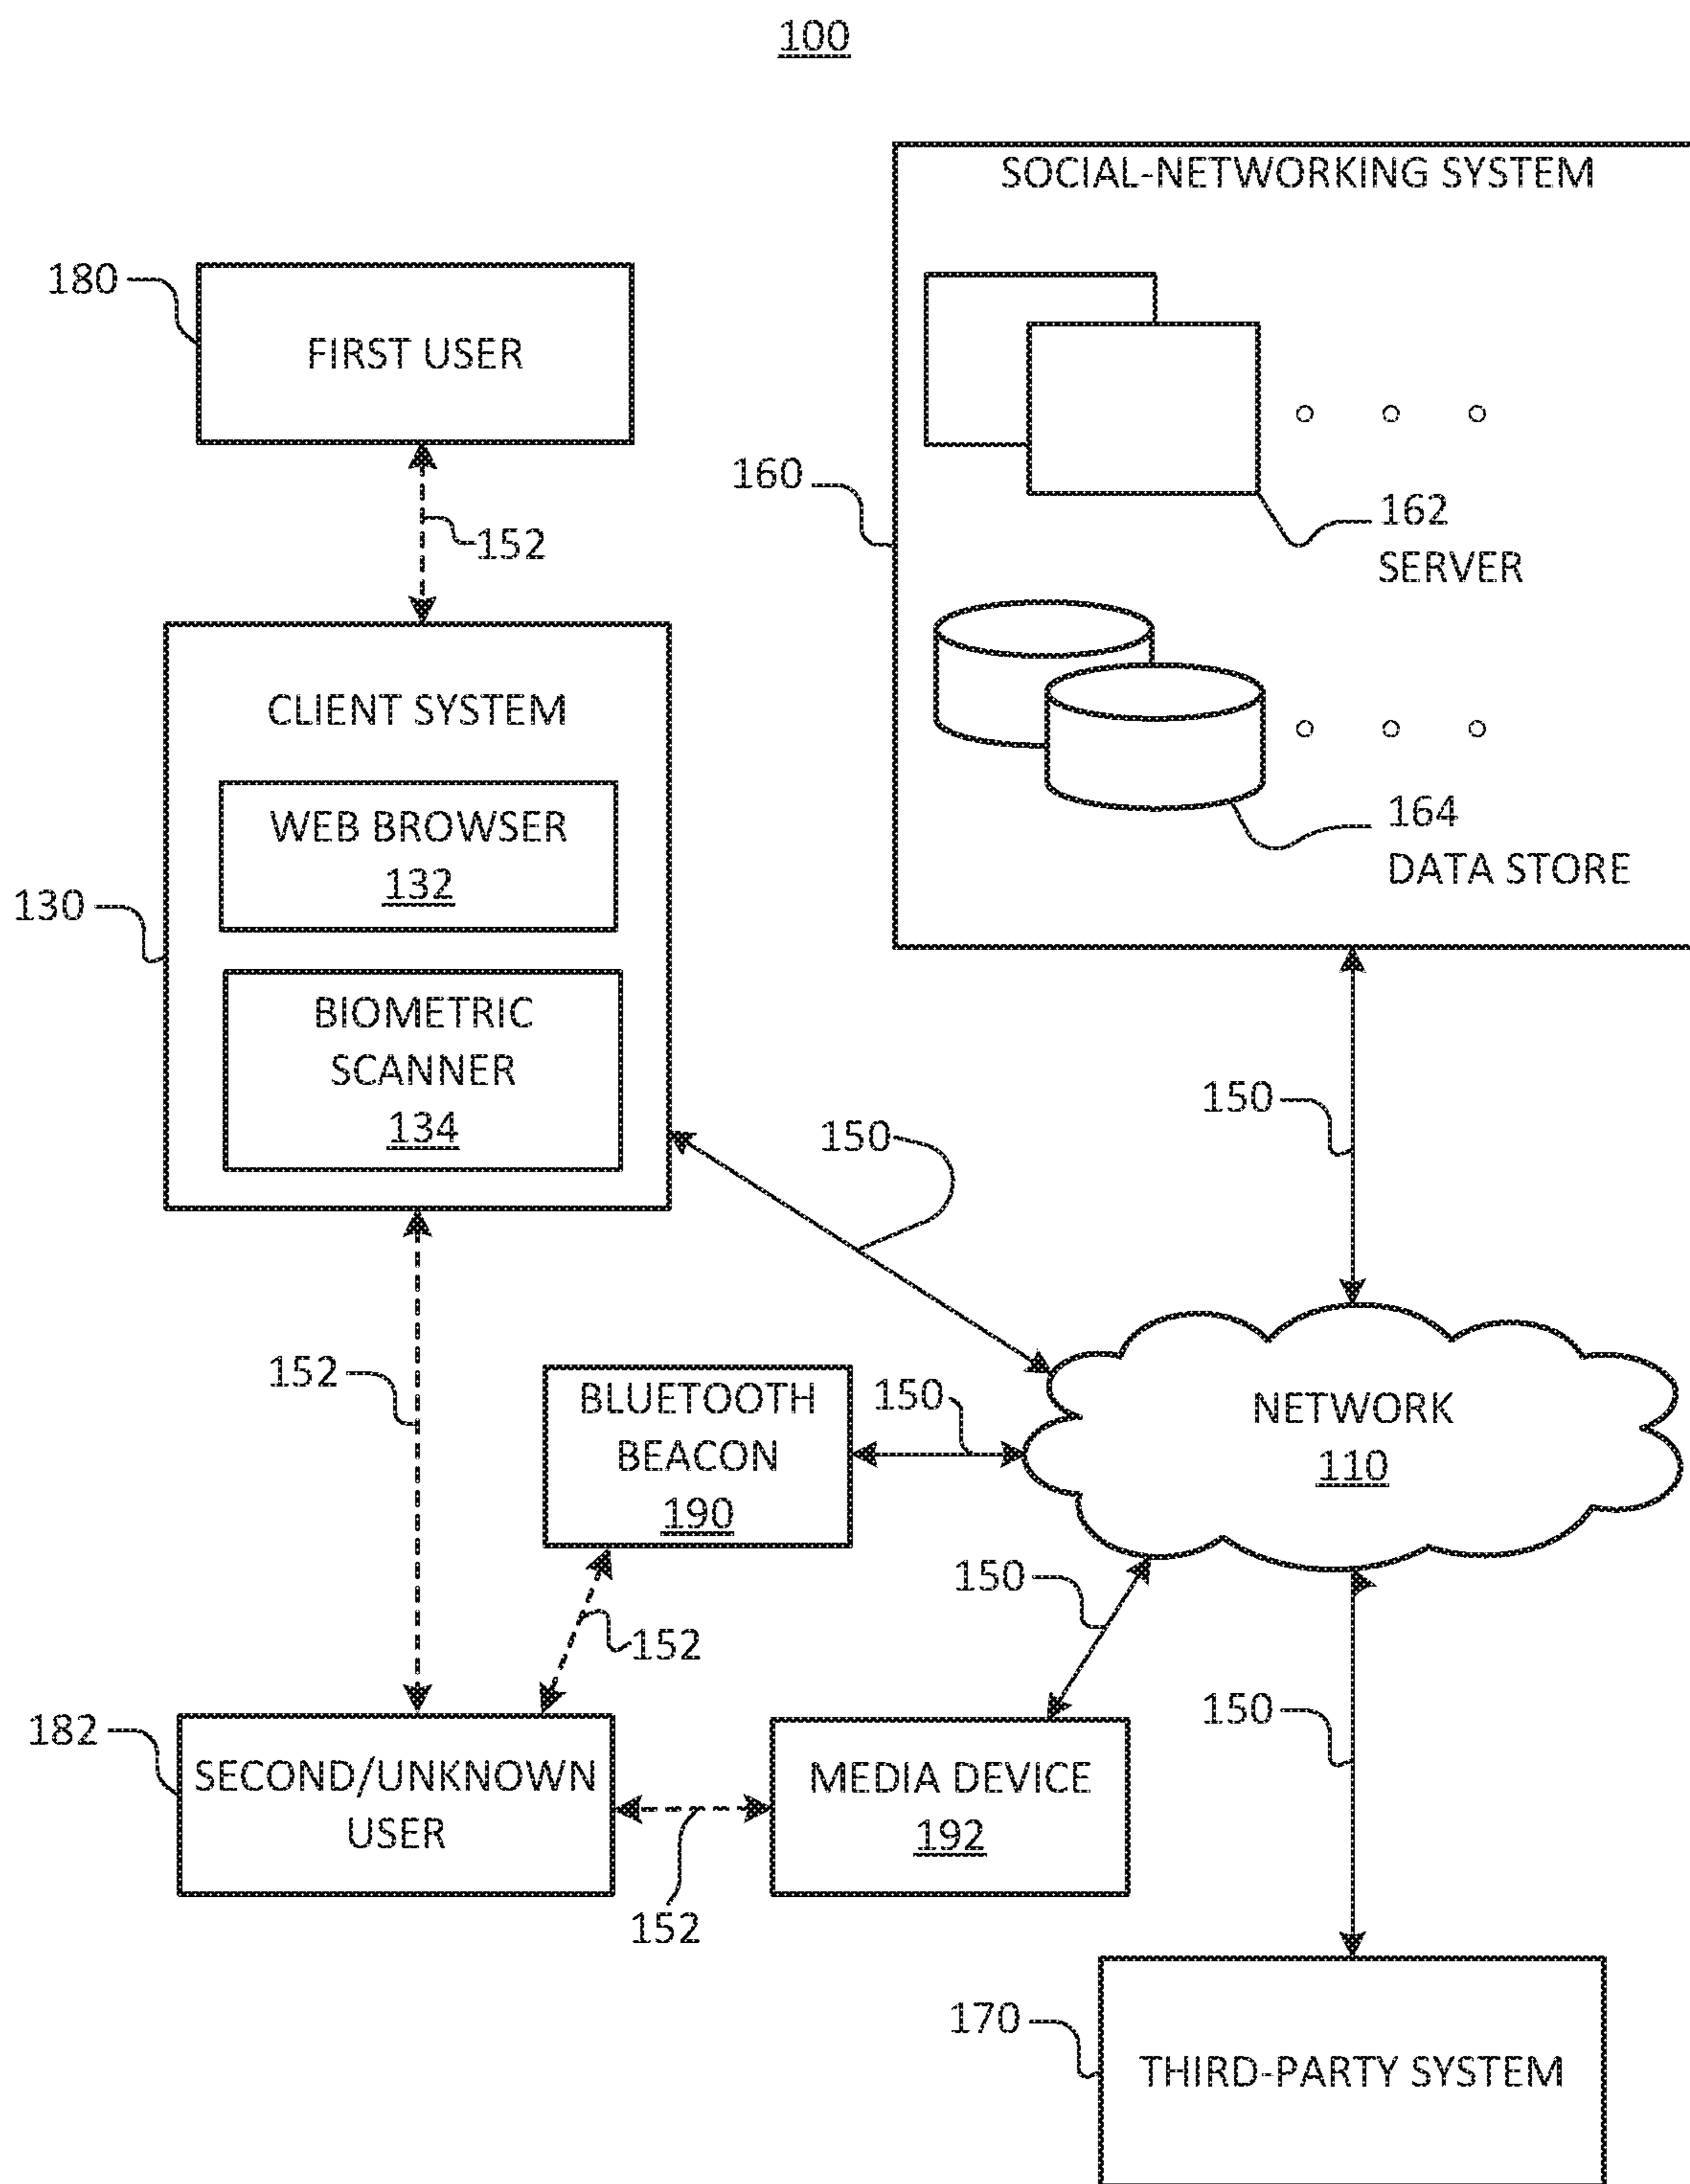 100
SOCIAL-NETWORKING SYSTEM
180
FIRST USER
160
162
SERVER
152
CLIENT SYSTEM
WEB BROWSER
132
164
DATA STORE
130
BIOMETRIC
SCANNER
134
150
150
152
BLUETOOTH
BEACON
190
150
NETWORK
110
150
152
150
182
SECOND/UNKNOWN
USER
MEDIA DEVICE
192
152
170
THIRD-PARTY SYSTEM